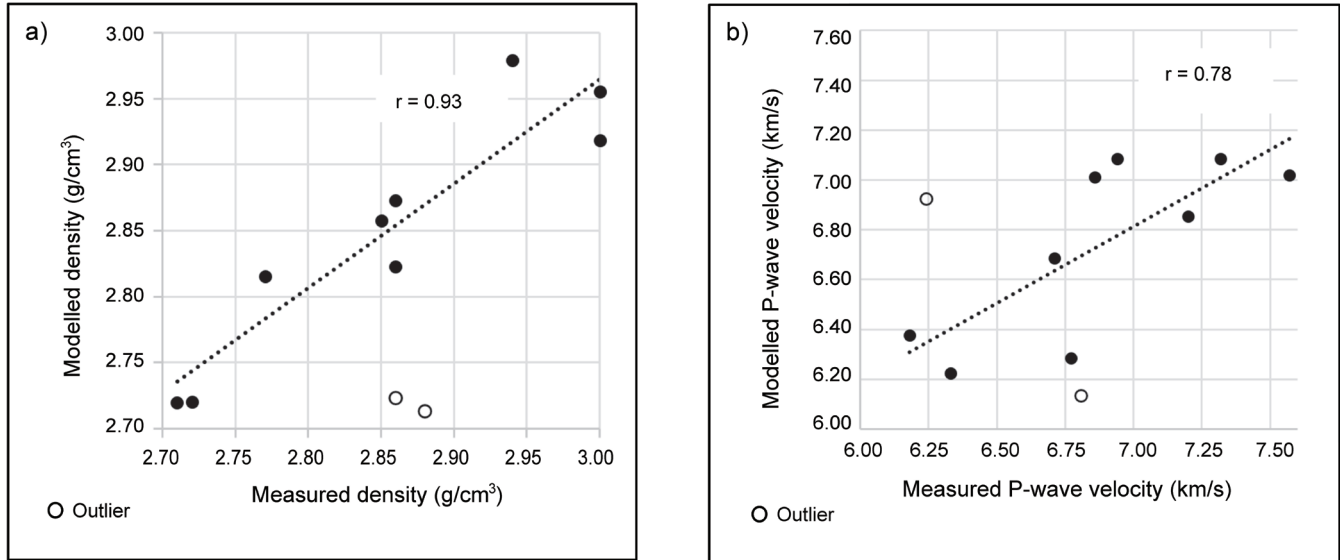 a)
r = 0.93
Modelled density (g/cm³)
3.00
2.95
2.90
2.85
2.80
2.75
2.70
2.70 2.75 2.80 2.85 2.90 2.95 3.00
Measured density (g/cm³)
Outlier
b)
r = 0.78
Modelled P-wave velocity (km/s)
7.60
7.40
7.20
7.00
6.80
6.60
6.40
6.20
6.00
6.00 6.25 6.50 6.75 7.00 7.25 7.50
Measured P-wave velocity (km/s)
Outlier